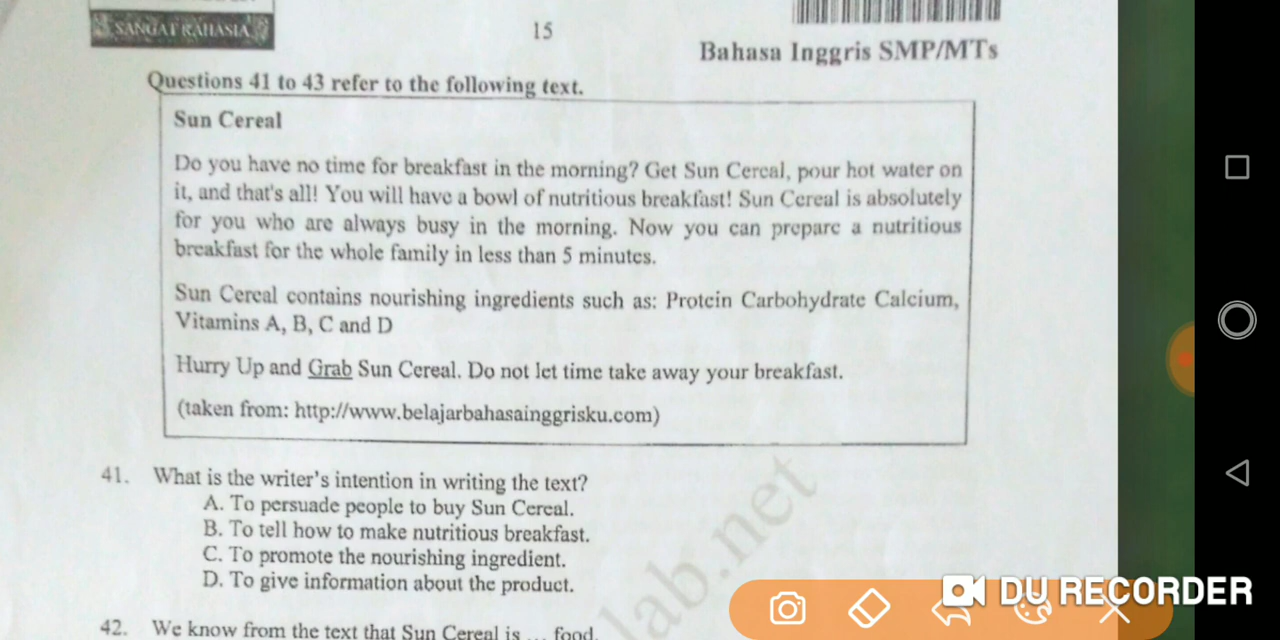 SANGAT RAHASIA
15
Bahasa Inggris SMP/MTs
Questions 41 to 43 refer to the following text.
Sun Cereal
Do you have no time for breakfast in the morning? Get Sun Cereal, pour hot water on
it, and that's all! You will have a bowl of nutritious breakfast! Sun Cereal is absolutely
for you who are always busy in the morning. Now you can prepare a nutritious
breakfast for the whole family in less than 5 minutes.
Sun Cereal contains nourishing ingredients such as: Protein Carbohydrate Calcium,
Vitamins A, B, C and D
Hurry Up and Grab Sun Cereal. Do not let time take away your breakfast.
(taken from: http://www.belajarbahasainggrisku.com)
41. What is the writer's intention in writing the text?
A. To persuade people to buy Sun Cereal.
B. To tell how to make nutritious breakfast.
C. To promote the nourishing ingredient.
D. To give information about the product.
lab.net
DU RECORDER
42. We know from the text that Sun Cereal is ... food.